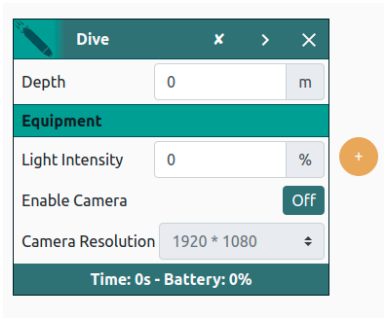 Dive ✘ > ×
Depth 0 m
Equipment
Light Intensity 0 %
Enable Camera Off
Camera Resolution 1920 * 1080
Time: 0s - Battery: 0%
+